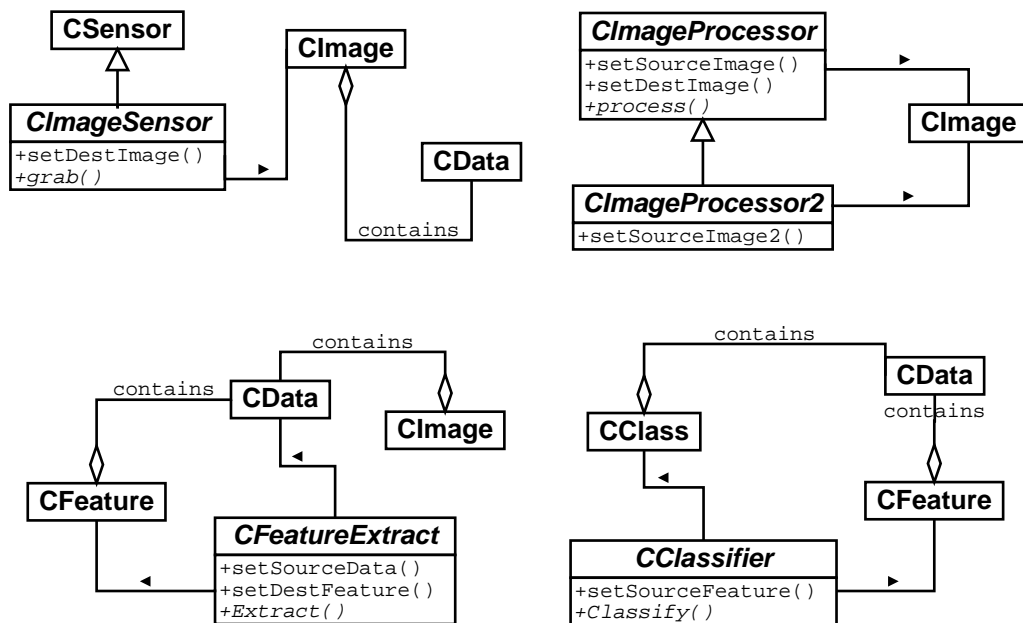 CSensor
CImageSensor
+setDestImage()
+grab()
CImage
CData
contains
CImageProcessor
+setSourceImage()
+setDestImage()
+process()
CImage
CImageProcessor2
+setSourceImage2()
contains
contains
CData
CImage
CFeature
CFeatureExtract
+setSourceData()
+setDestFeature()
+Extract()
contains
CData
contains
CClass
CFeature
CClassifier
+setSourceFeature()
+Classify()